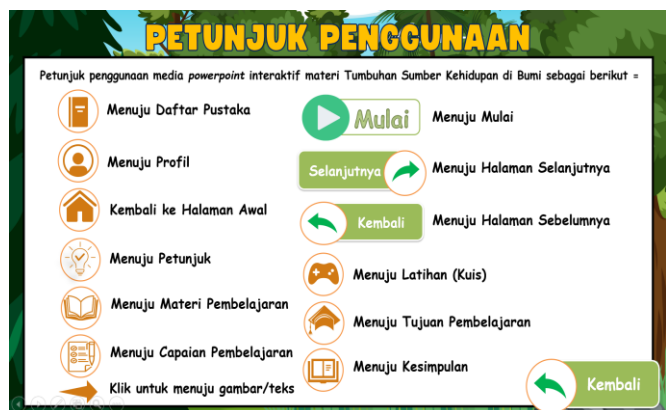 PETUNJUK PENGGUNAAN
Petunjuk penggunaan media powerpoint interaktif materi Tumbuhan Sumber Kehidupan di Bumi sebagai berikut =
Menuju Daftar Pustaka
Menuju Profil
Kembali ke Halaman Awal
Menuju Petunjuk
Menuju Materi Pembelajaran
Menuju Capaian Pembelajaran
Klik untuk menuju gambar/teks
Mulai Menuju Mulai
Selanjutnya Menuju Halaman Selanjutnya
Kembali Menuju Halaman Sebelumnya
Menuju Latihan (Kuis)
Menuju Tujuan Pembelajaran
Menuju Kesimpulan
Kembali